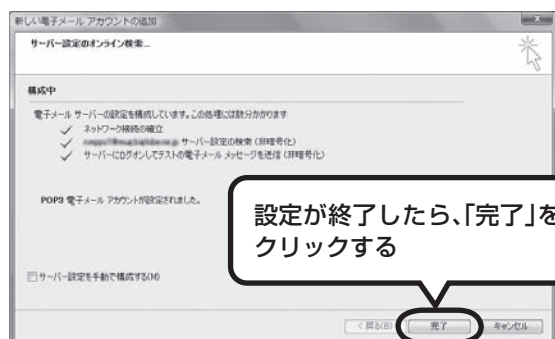 新しい電子メール アカウントの追加
サーバー設定のオンライン検索...
構成中
電子メール サーバーの設定を構成しています。この処理には数分かかります
✓ ネットワーク接続の確立
✓ サーバー設定の検索 (非暗号化)
✓ サーバーにログオンしてテストの電子メール メッセージを送信 (非暗号化)
POP3 電子メール アカウントが設定されました。
設定が終了したら、「完了」を
クリックする
サーバー設定を手動で構成する(M)
< 戻る(B)
完了
キャンセル